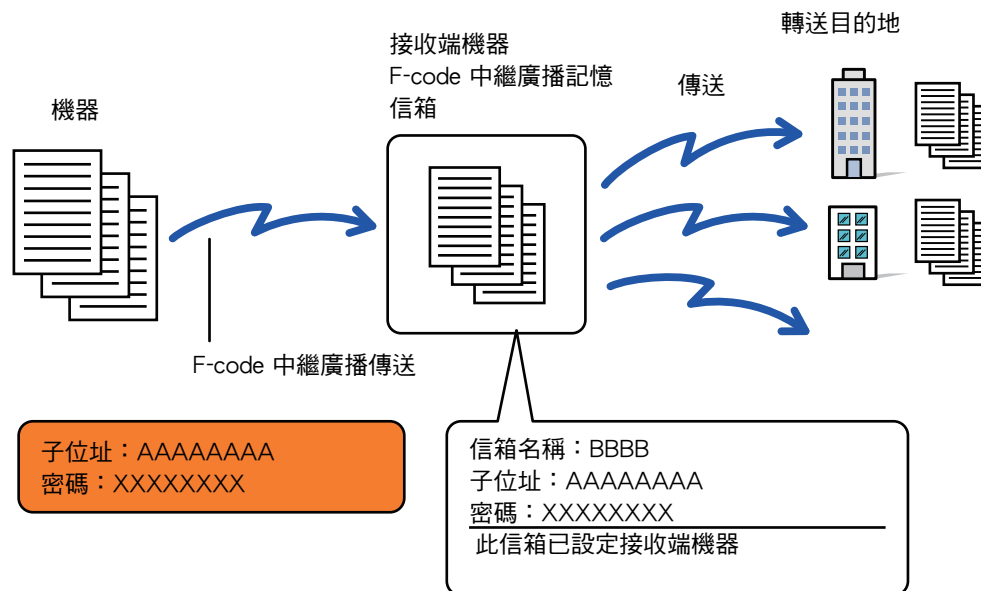 轉送目的地
接收端機器
F-code 中繼廣播記憶
信箱
傳送
機器
F-code 中繼廣播傳送
子位址：AAAAAAAA
密碼：XXXXXXXX
信箱名稱：BBBB
子位址：AAAAAAAA
密碼：XXXXXXXX
此信箱已設定接收端機器